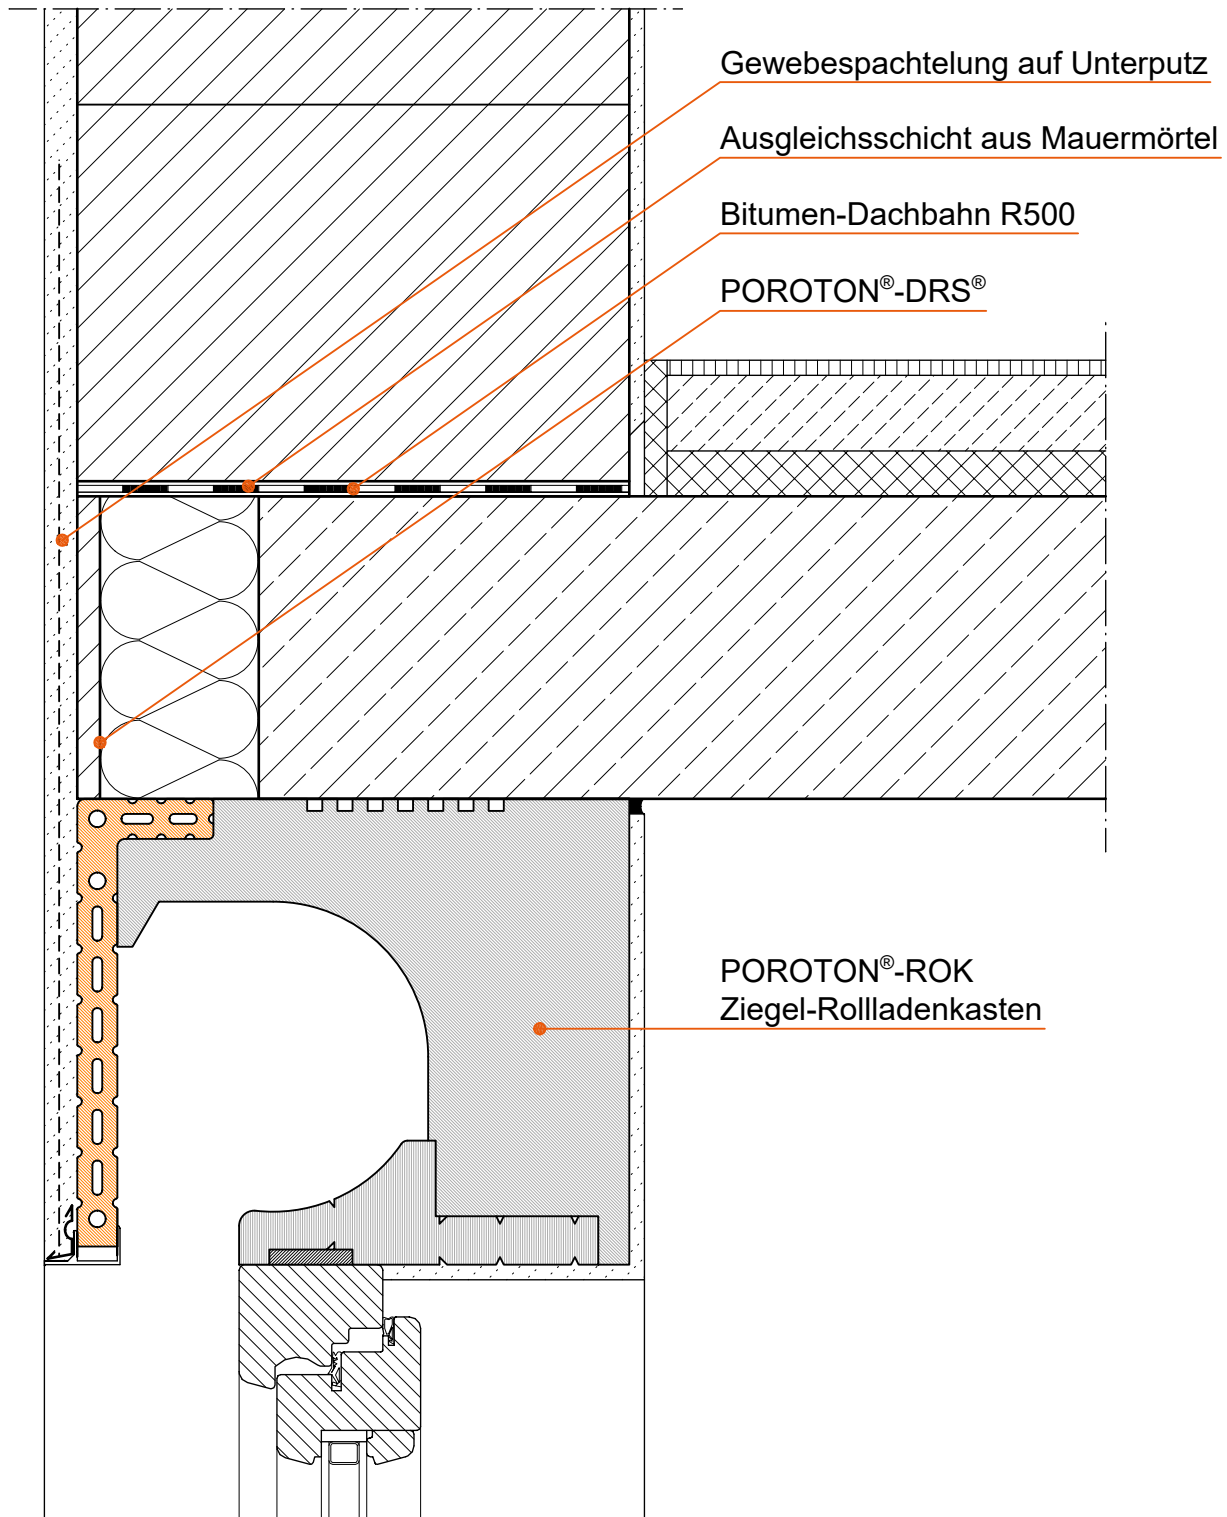 Gewebespachtelung auf Unterputz
Ausgleichsschicht aus Mauermörtel
Bitumen-Dachbahn R500
POROTON®-DRS®
POROTON®-ROK
Ziegel-Rollladenkasten